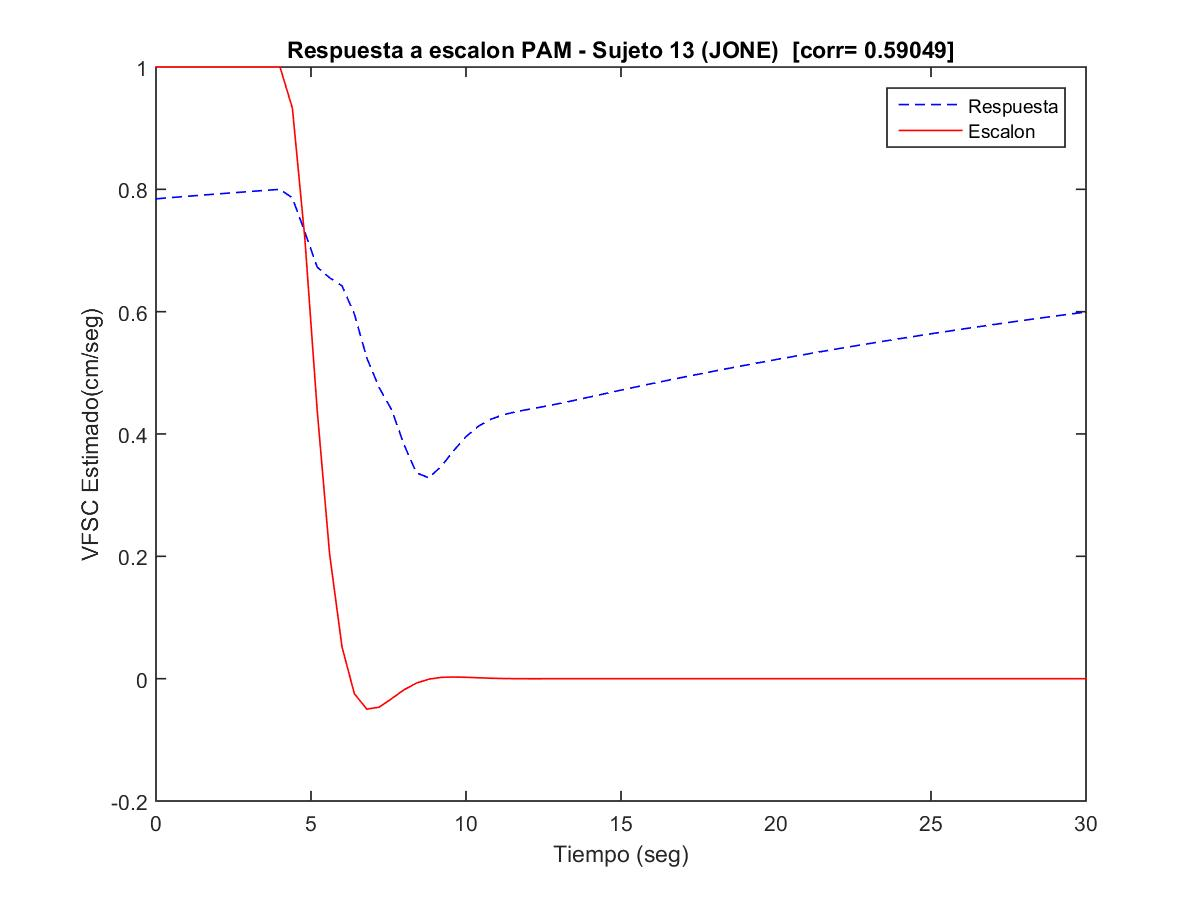 Respuesta a escalon PAM - Sujeto 13 (JONE)  [corr= 0.59049]
Respuesta
Escalon
1
0.8
0.6
0.4
0.2
0
-0.2
VFSC Estimado(cm/seg)
0 5 10 15 20 25 30
Tiempo (seg)